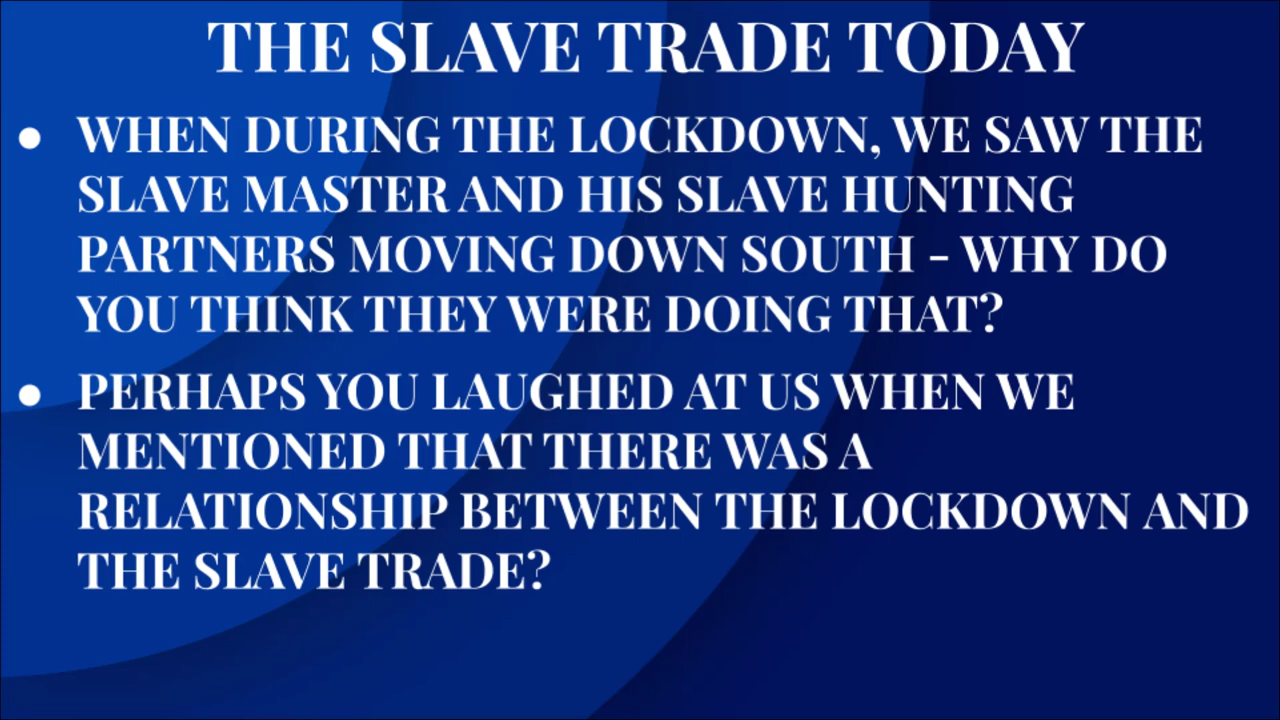 THE SLAVE TRADE TODAY
● WHEN DURING THE LOCKDOWN, WE SAW THE
SLAVE MASTER AND HIS SLAVE HUNTING
PARTNERS MOVING DOWN SOUTH - WHY DO
YOU THINK THEY WERE DOING THAT?
● PERHAPS YOU LAUGHED AT US WHEN WE
MENTIONED THAT THERE WAS A
RELATIONSHIP BETWEEN THE LOCKDOWN AND
THE SLAVE TRADE?